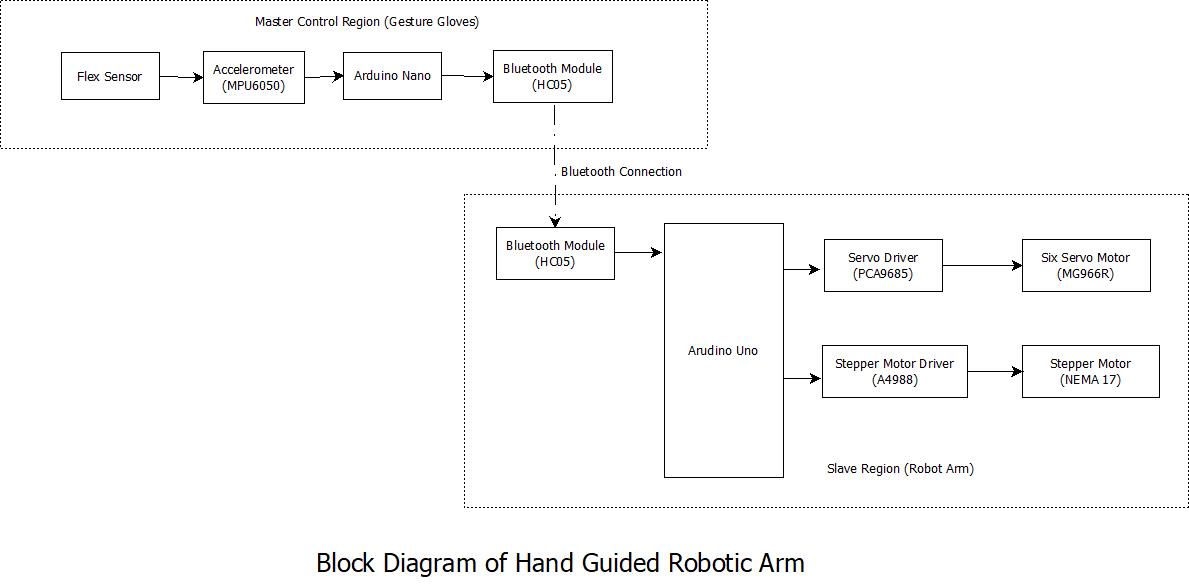 Master Control Region (Gesture Gloves)
Flex Sensor
Accelerometer
(MPU6050)
Arduino Nano
Bluetooth Module
(HC05)
Bluetooth Connection
Bluetooth Module
(HC05)
Arudino Uno
Servo Driver
(PCA9685)
Six Servo Motor
(MG966R)
Stepper Motor Driver
(A4988)
Stepper Motor
(NEMA 17)
Slave Region (Robot Arm)
Block Diagram of Hand Guided Robotic Arm